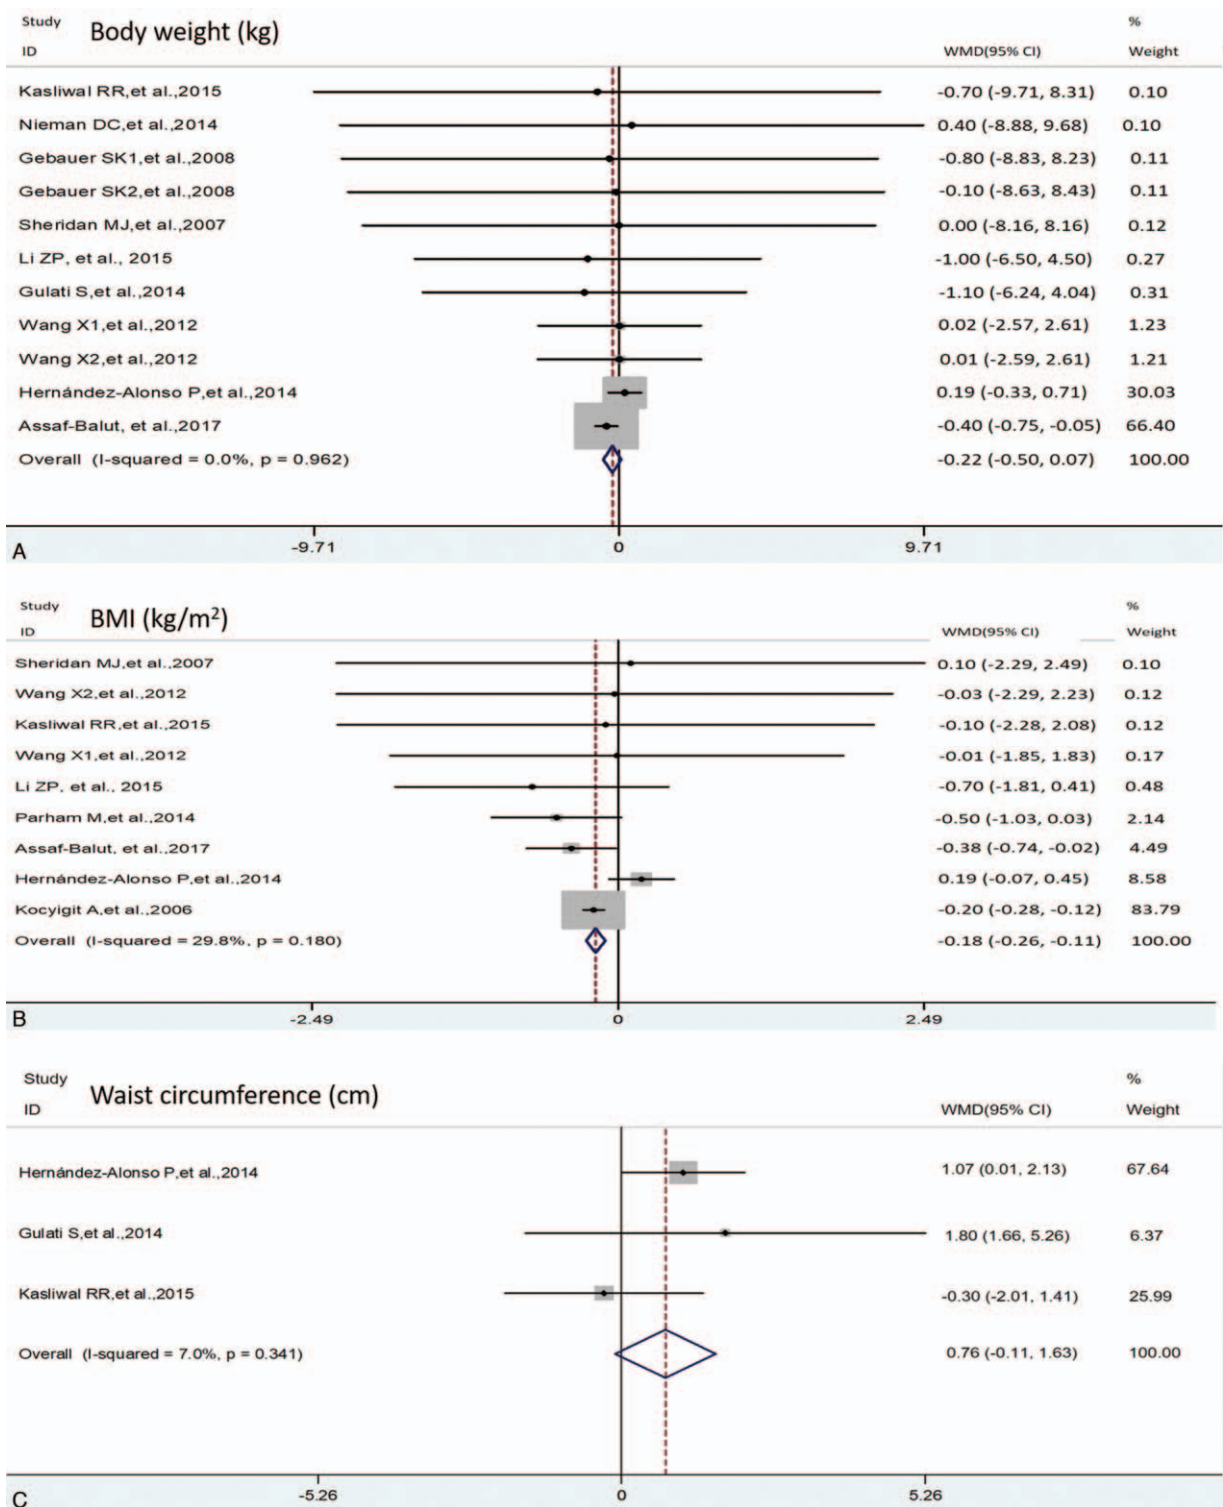 Study Body weight (kg) %
ID WMD(95% CI) Weight
Kasliwal RR,et al.,2015 -0.70 (-9.71, 8.31) 0.10
Nieman DC,et al.,2014 0.40 (-8.88, 9.68) 0.10
Gebauer SK1,et al.,2008 -0.80 (-8.83, 8.23) 0.11
Gebauer SK2,et al.,2008 -0.10 (-8.63, 8.43) 0.11
Sheridan MJ,et al.,2007 0.00 (-8.16, 8.16) 0.12
Li ZP, et al., 2015 -1.00 (-6.50, 4.50) 0.27
Gulati S,et al.,2014 -1.10 (-6.24, 4.04) 0.31
Wang X1,et al.,2012 0.02 (-2.57, 2.61) 1.23
Wang X2,et al.,2012 0.01 (-2.59, 2.61) 1.21
Hernández-Alonso P,et al.,2014 0.19 (-0.33, 0.71) 30.03
Assaf-Balut, et al.,2017 -0.40 (-0.75, -0.05) 66.40
Overall (I-squared = 0.0%, p = 0.962) -0.22 (-0.50, 0.07) 100.00
A -9.71 0 9.71
Study BMI (kg/m²) %
ID WMD(95% CI) Weight
Sheridan MJ,et al.,2007 0.10 (-2.29, 2.49) 0.10
Wang X2,et al.,2012 -0.03 (-2.29, 2.23) 0.12
Kasliwal RR,et al.,2015 -0.10 (-2.28, 2.08) 0.12
Wang X1,et al.,2012 -0.01 (-1.85, 1.83) 0.17
Li ZP, et al., 2015 -0.70 (-1.81, 0.41) 0.48
Parham M,et al.,2014 -0.50 (-1.03, 0.03) 2.14
Assaf-Balut, et al.,2017 -0.38 (-0.74, -0.02) 4.49
Hernández-Alonso P,et al.,2014 0.19 (-0.07, 0.45) 8.58
Kocyigit A,et al.,2006 -0.20 (-0.28, -0.12) 83.79
Overall (I-squared = 29.8%, p = 0.180) -0.18 (-0.26, -0.11) 100.00
B -2.49 0 2.49
Study Waist circumference (cm) %
ID WMD(95% CI) Weight
Hernández-Alonso P,et al.,2014 1.07 (0.01, 2.13) 67.64
Gulati S,et al.,2014 1.80 (1.66, 5.26) 6.37
Kasliwal RR,et al.,2015 -0.30 (-2.01, 1.41) 25.99
Overall (I-squared = 7.0%, p = 0.341) 0.76 (-0.11, 1.63) 100.00
C -5.26 0 5.26